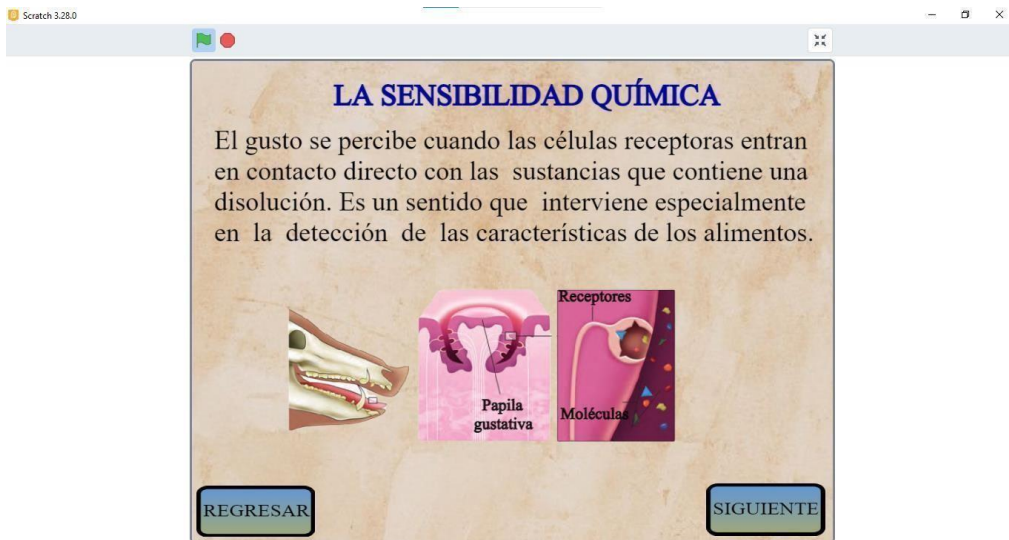 Scratch 3.28.0
LA SENSIBILIDAD QUÍMICA
El gusto se percibe cuando las células receptoras entran
en contacto directo con las sustancias que contiene una
disolución. Es un sentido que interviene especialmente
en la detección de las características de los alimentos.
Receptores
Papila
gustativa
Moléculas
REGRESAR
SIGUIENTE